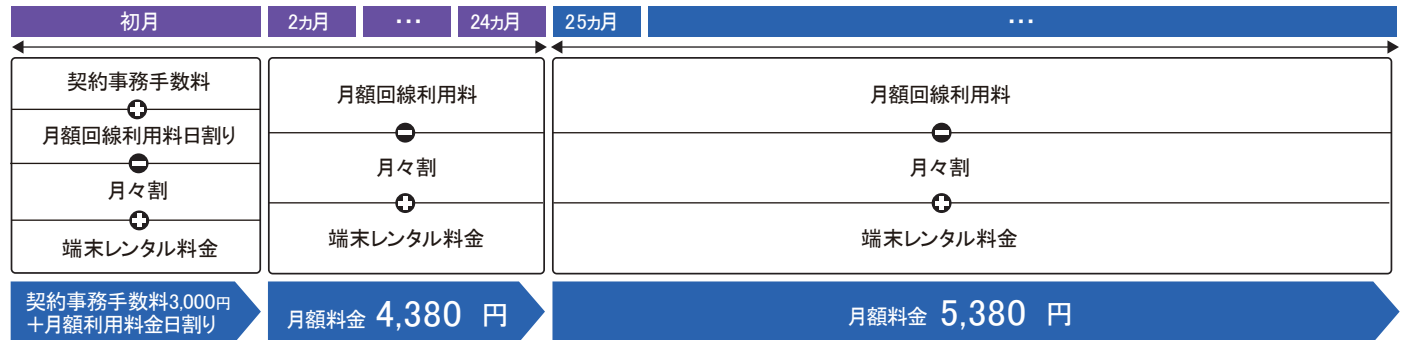 初月
2ヵ月
・・・
24ヵ月
25ヵ月
・・・
契約事務手数料
月額回線利用料日割り
月々割
端末レンタル料金
月額回線利用料
月々割
端末レンタル料金
月額回線利用料
月々割
端末レンタル料金
契約事務手数料3,000円
＋月額利用料金日割り
月額料金 4,380 円
月額料金 5,380 円